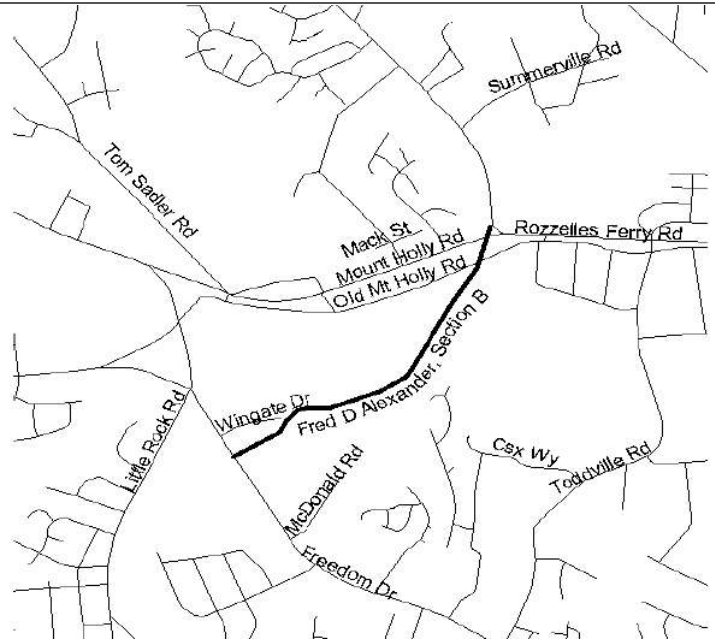 Summerville Rd
Tom Sadler Rd
Mack St
Mount Holly Rd
Rozzelles Ferry Rd
Old Mt Holly Rd
Fred D Alexander, Section B
Wingate Dr
Little Rock Rd
McDonald Rd
Csx Wy
Toddville Rd
Freedom Dr